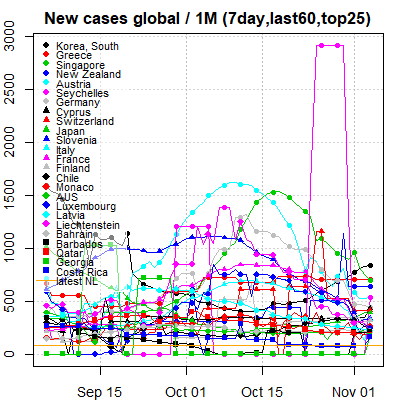 New cases global / 1M (7day,last60,top25)
3000
2500
2000
1500
1000
500
0
Korea, South
Greece
Singapore
New Zealand
Austria
Seychelles
Germany
Cyprus
Switzerland
Japan
Slovenia
Italy
France
Finland
Chile
Monaco
AUS
Luxembourg
Latvia
Liechtenstein
Bahrain
Barbados
Qatar
Georgia
Costa Rica
latest NL
Sep 15
Oct 01
Oct 15
Nov 01